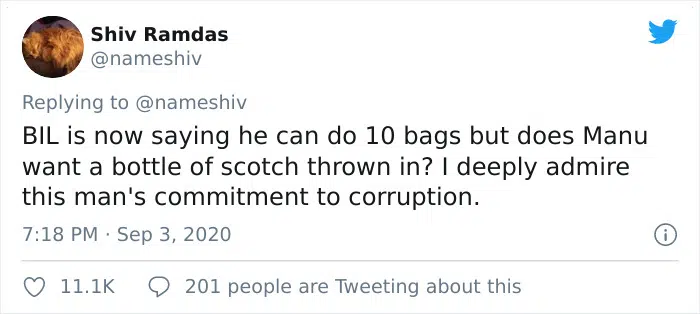 Shiv Ramdas
@nameshiv
Replying to @nameshiv
BIL is now saying he can do 10 bags but does Manu
want a bottle of scotch thrown in? I deeply admire
this man's commitment to corruption.
7:18 PM · Sep 3, 2020
11.1K 201 people are Tweeting about this